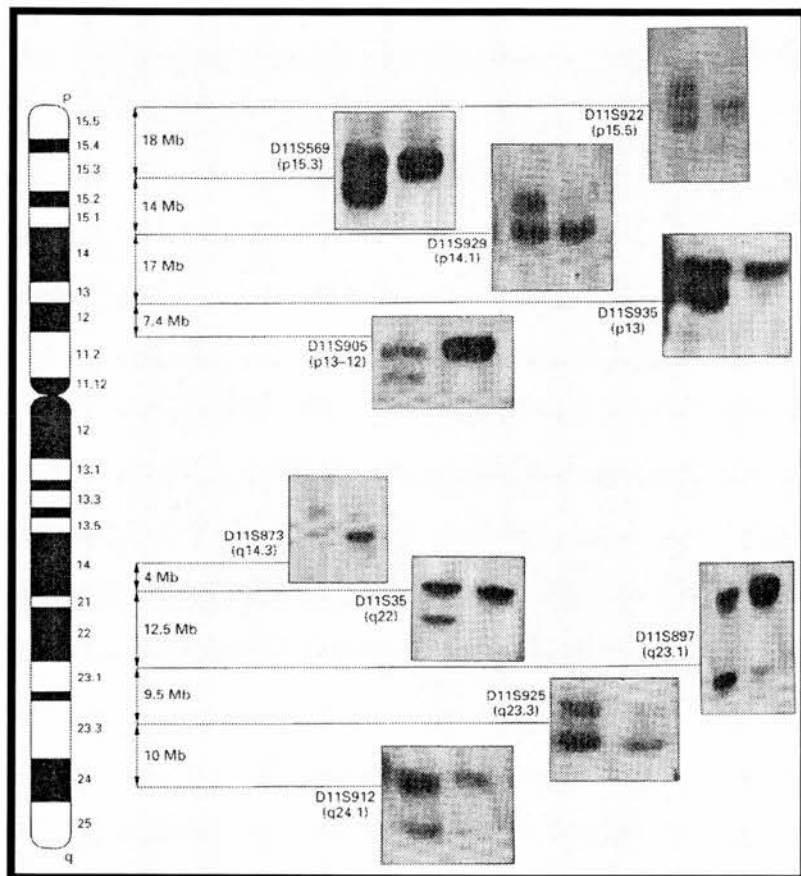 p
15.5
15.4
15.3
15.2
15.1
14
13
12
11.2
11.12
12
13.1
13.3
13.5
14
21
22
23.1
23.3
24
25
q
18 Mb
14 Mb
17 Mb
7.4 Mb
4 Mb
12.5 Mb
9.5 Mb
10 Mb
D11S922
(p15.5)
D11S569
(p15.3)
D11S929
(p14.1)
D11S935
(p13)
D11S905
(p13–12)
D11S873
(q14.3)
D11S35
(q22)
D11S897
(q23.1)
D11S925
(q23.3)
D11S912
(q24.1)